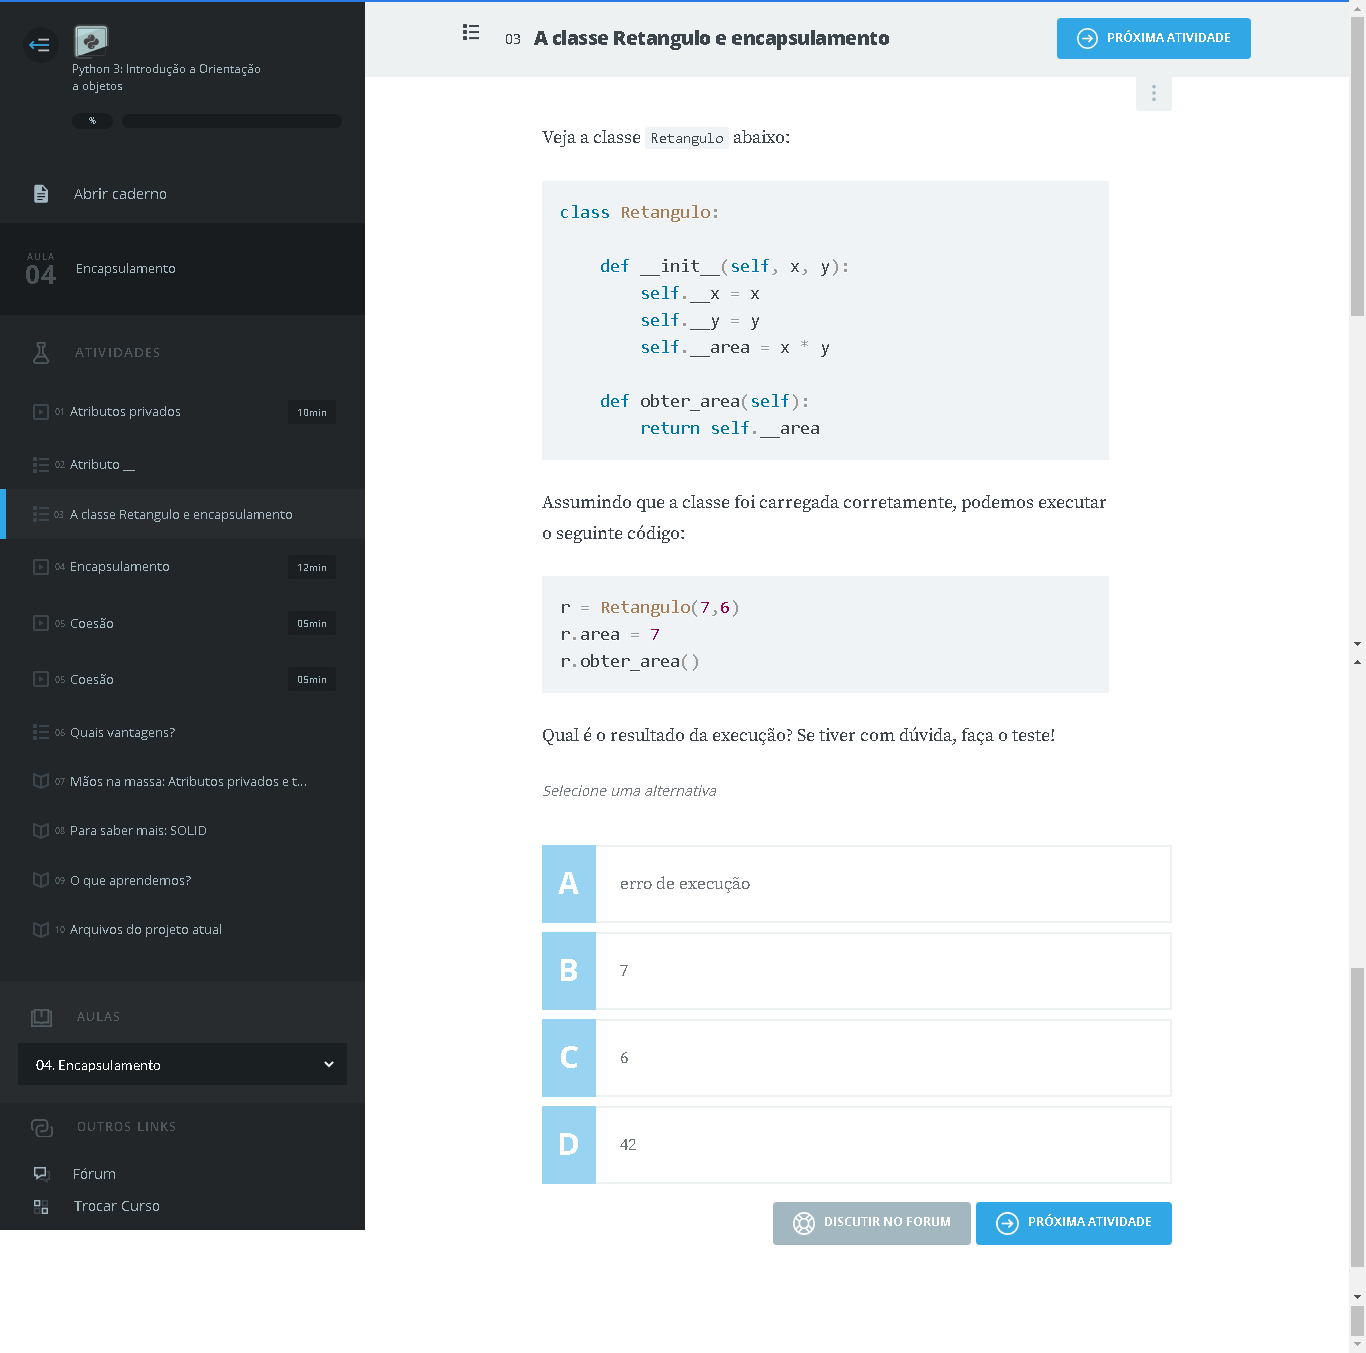 Python 3: Introdução a Orientação
a objetos
%
Abrir caderno
AULA
04
Encapsulamento
ATIVIDADES
01 Atributos privados 10min
02 Atributo __
03 A classe Retangulo e encapsulamento
04 Encapsulamento 12min
05 Coesão 05min
05 Coesão 05min
06 Quais vantagens?
07 Mãos na massa: Atributos privados e t...
08 Para saber mais: SOLID
09 O que aprendemos?
10 Arquivos do projeto atual
AULAS
04. Encapsulamento
OUTROS LINKS
Fórum
Trocar Curso
03 A classe Retangulo e encapsulamento
PRÓXIMA ATIVIDADE
Veja a classe Retangulo abaixo:
class Retangulo:
def __init__(self, x, y):
self.__x = x
self.__y = y
self.__area = x * y
def obter_area(self):
return self.__area
Assumindo que a classe foi carregada corretamente, podemos executar
o seguinte código:
r = Retangulo(7,6)
r.area = 7
r.obter_area()
Qual é o resultado da execução? Se tiver com dúvida, faça o teste!
Selecione uma alternativa
A erro de execução
B 7
C 6
D 42
DISCUTIR NO FORUM
PRÓXIMA ATIVIDADE